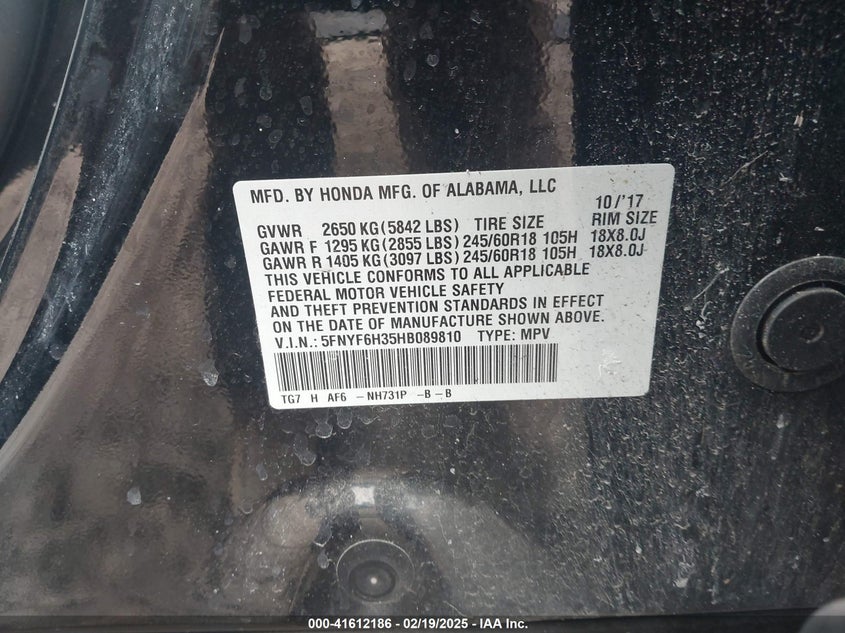 MFD. BY HONDA MFG. OF ALABAMA, LLC 10/'17
GVWR 2650 KG(5842 LBS) TIRE SIZE RIM SIZE
GAWR F 1295 KG(2855 LBS)245/60R18 105H 18X8.0J
GAWR R 1405 KG(3097 LBS)245/60R18 105H 18X8.0J
THIS VEHICLE CONFORMS TO ALL APPLICABLE
FEDERAL MOTOR VEHICLE SAFETY
AND THEFT PREVENTION STANDARDS IN EFFECT
ON THE DATE OF MANUFACTURE SHOWN ABOVE.
V.I.N.: 5FNYF6H35HB089810 TYPE: MPV
TG7 H AF6 -NH731P -B-B
000-41612186 - 02/19/2025 - IAA Inc.